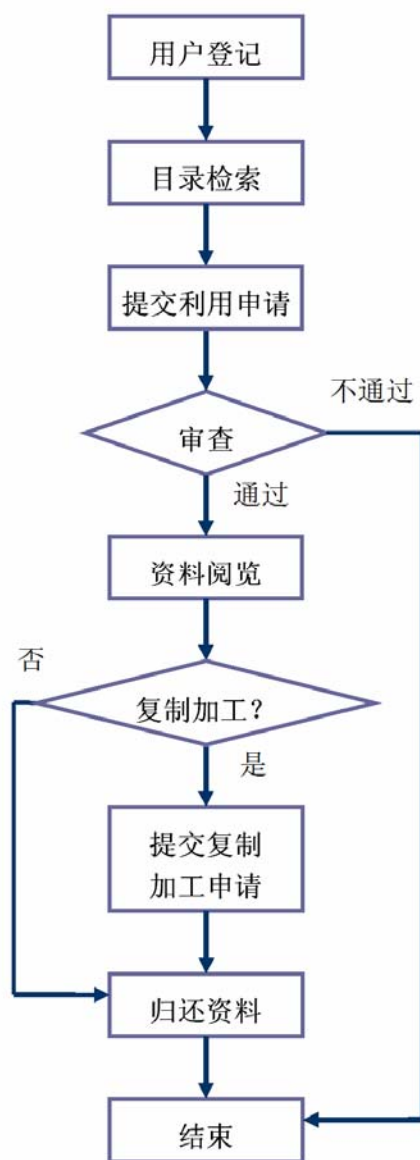 用户登记
目录检索
提交利用申请
不通过
审查
通过
资料阅览
否
复制加工？
是
提交复制
加工申请
归还资料
结束